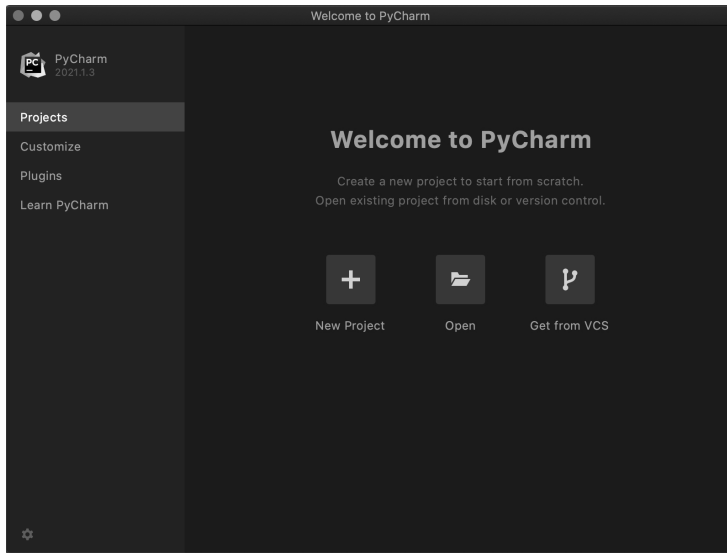 Welcome to PyCharm
PC
PyCharm
2021.1.3
Projects
Customize
Plugins
Learn PyCharm
Welcome to PyCharm
Create a new project to start from scratch.
Open existing project from disk or version control.
New Project
Open
Get from VCS